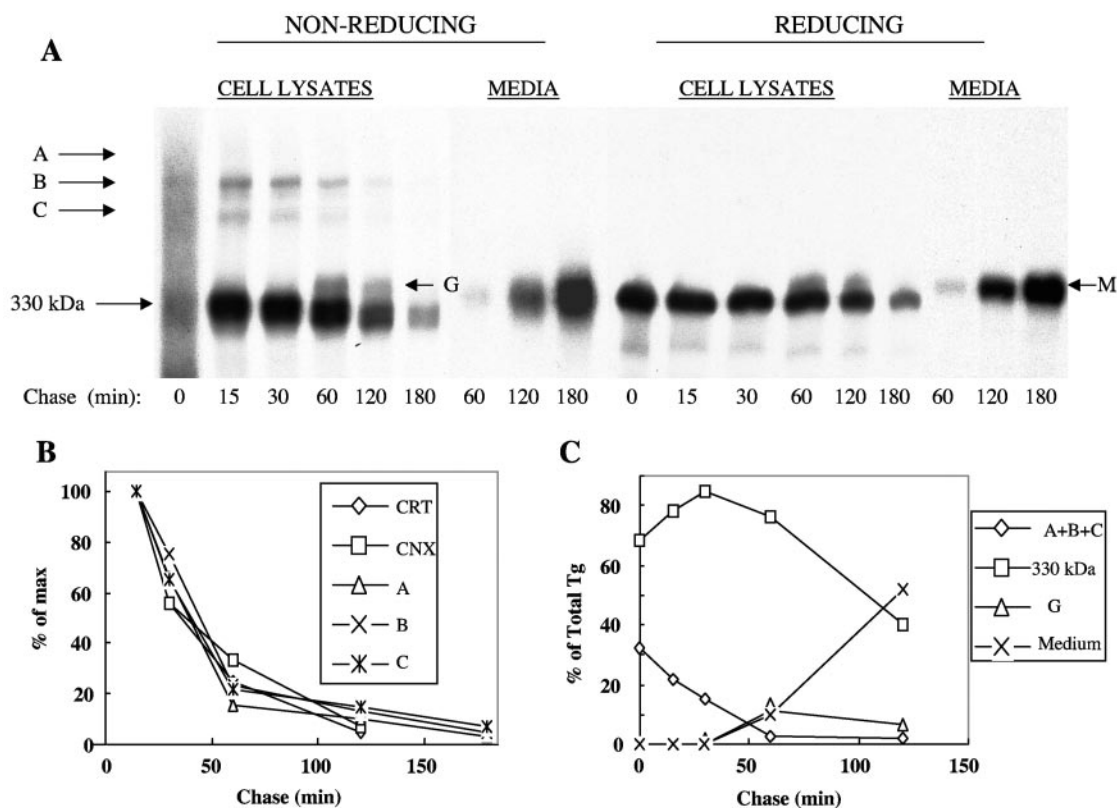 NON-REDUCING REDUCING
A
CELL LYSATES MEDIA CELL LYSATES MEDIA
A
B
C
G
M
330 kDa
Chase (min): 0 15 30 60 120 180 60 120 180 0 15 30 60 120 180 60 120 180
B
% of max
100
80
60
40
20
0
0 50 100 150
Chase (min)
CRT
CNX
A
B
C
C
% of Total Tg
80
60
40
20
0
0 50 100 150
Chase (min)
A+B+C
330 kDa
G
Medium